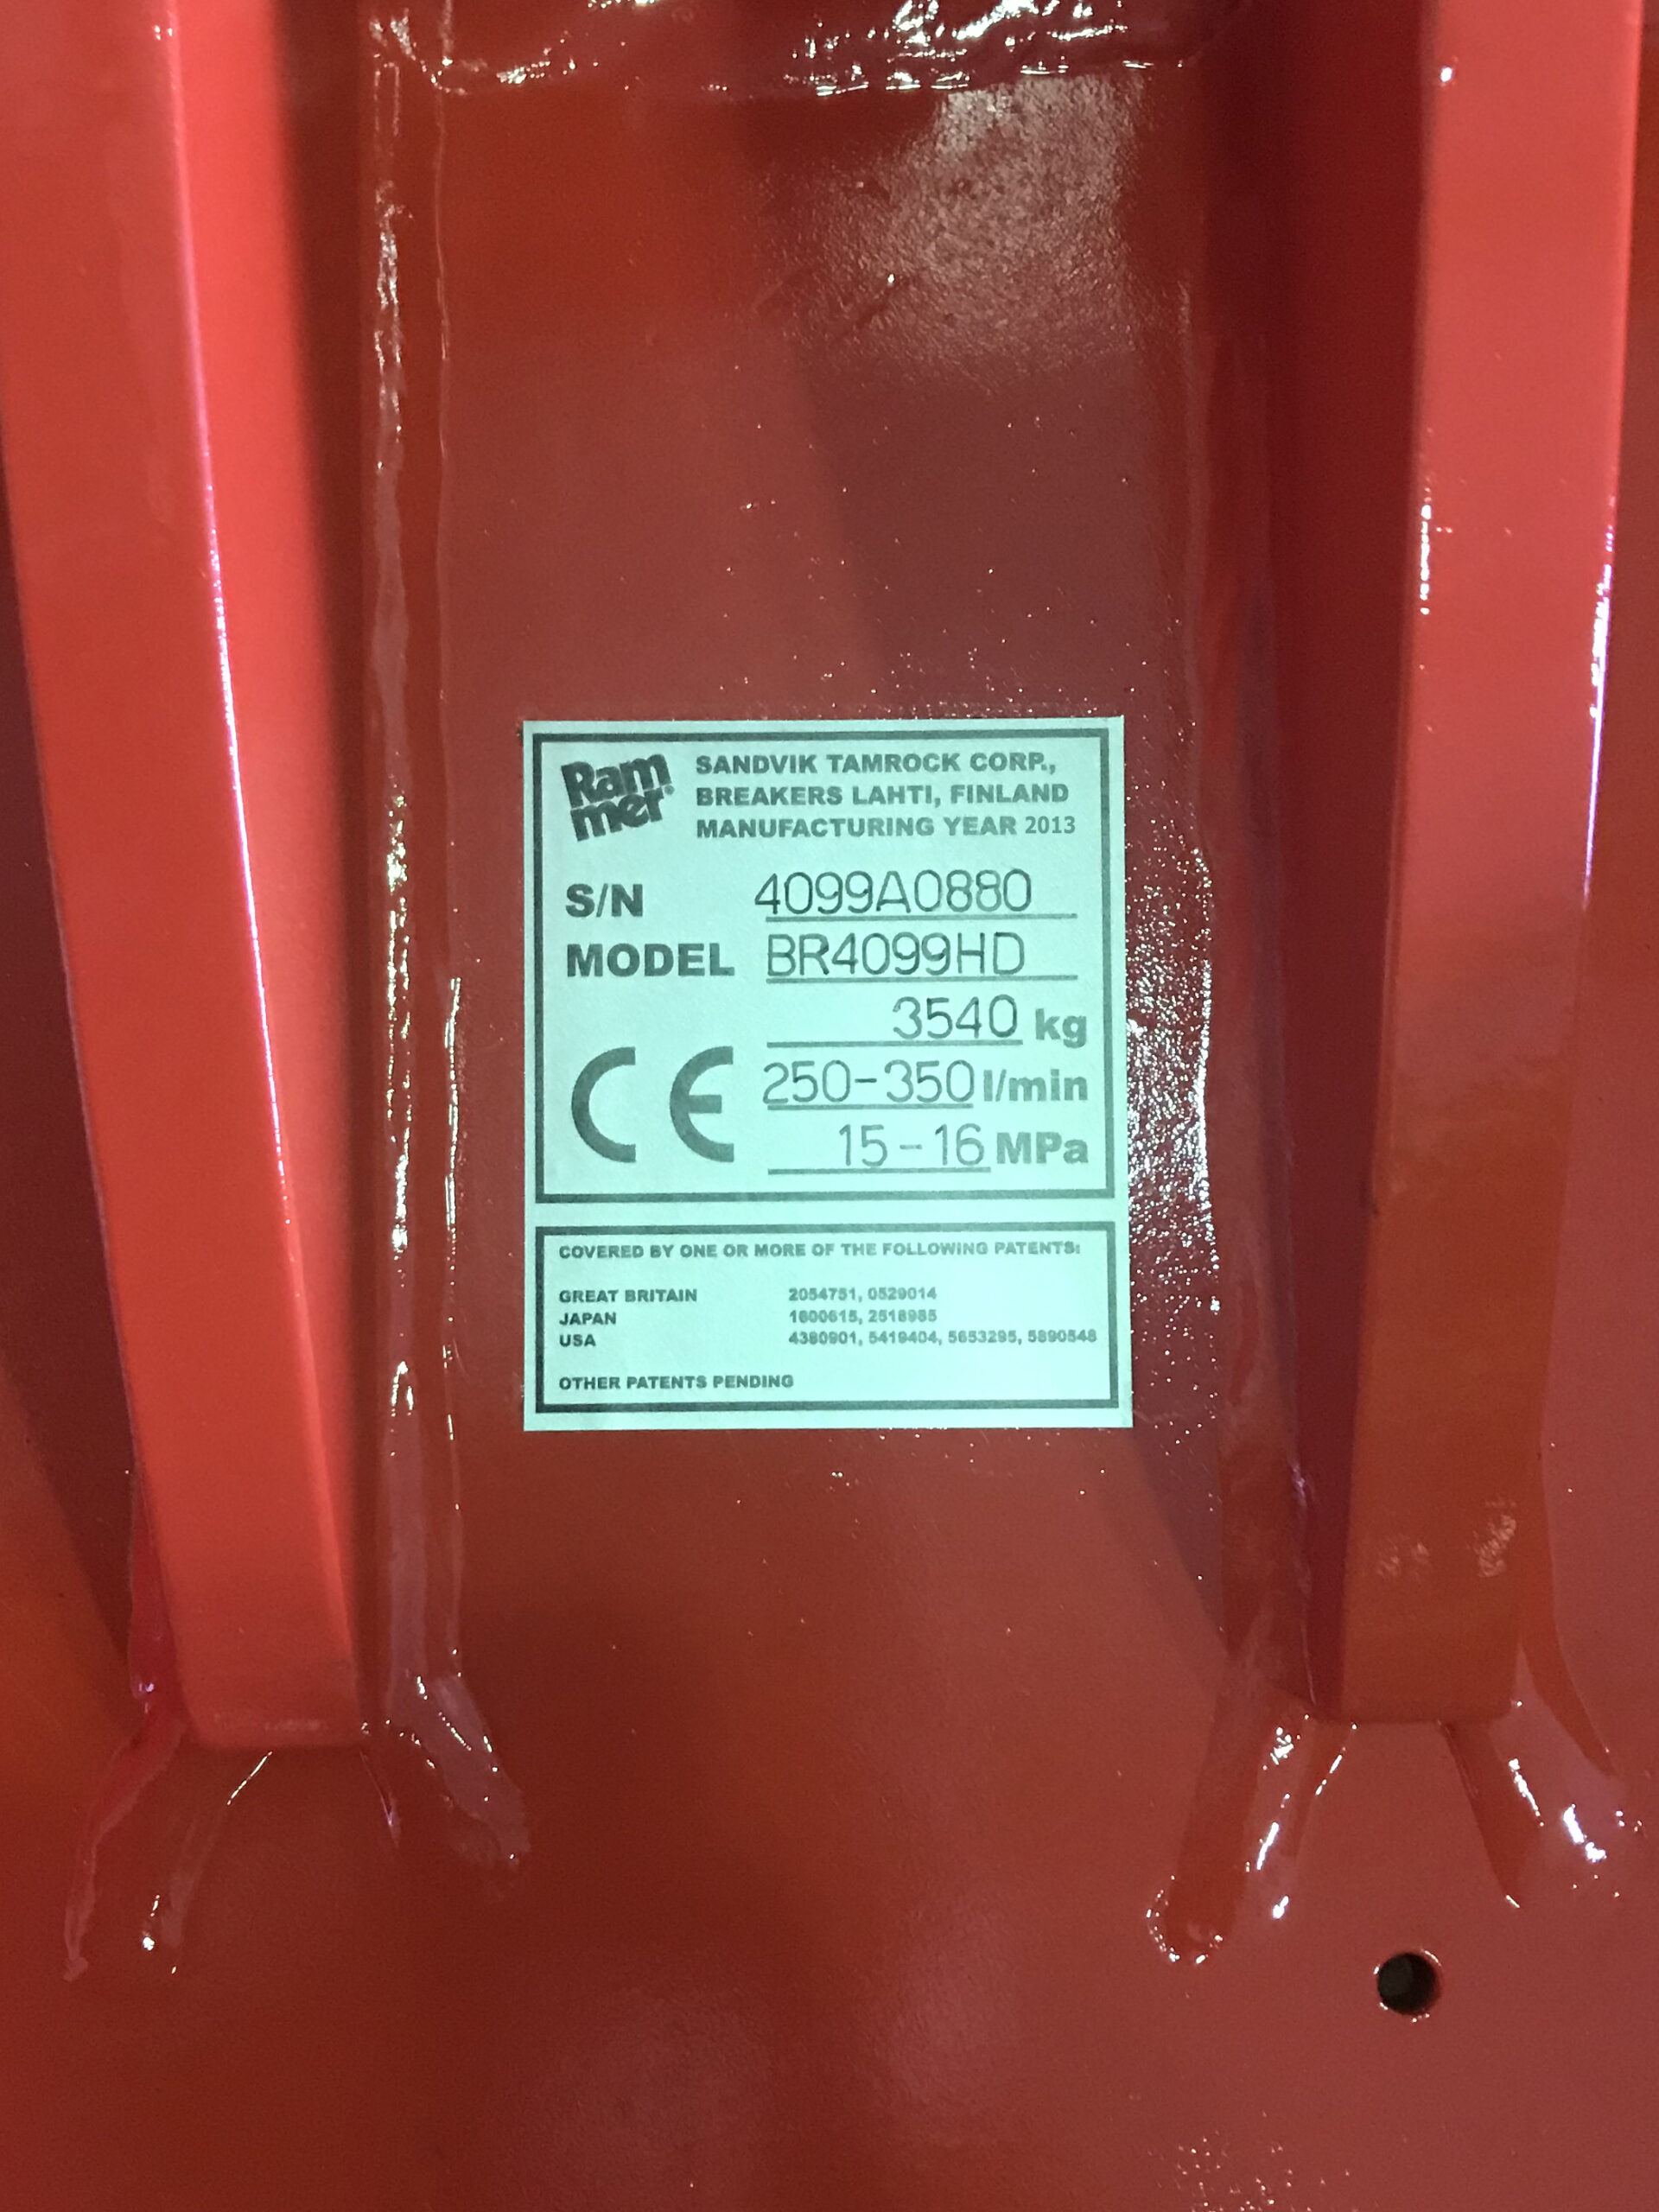 Rammer® SANDVIK TAMROCK CORP.,
BREAKERS LAHTI, FINLAND
MANUFACTURING YEAR 2013
S/N 4099A0880
MODEL BR4099HD
3540 kg
CE 250-350 l/min
15-16 MPa
COVERED BY ONE OR MORE OF THE FOLLOWING PATENTS:
GREAT BRITAIN 2054751, 0529014
JAPAN 1600615, 2518985
USA 4380901, 5419404, 5653295, 5890548
OTHER PATENTS PENDING